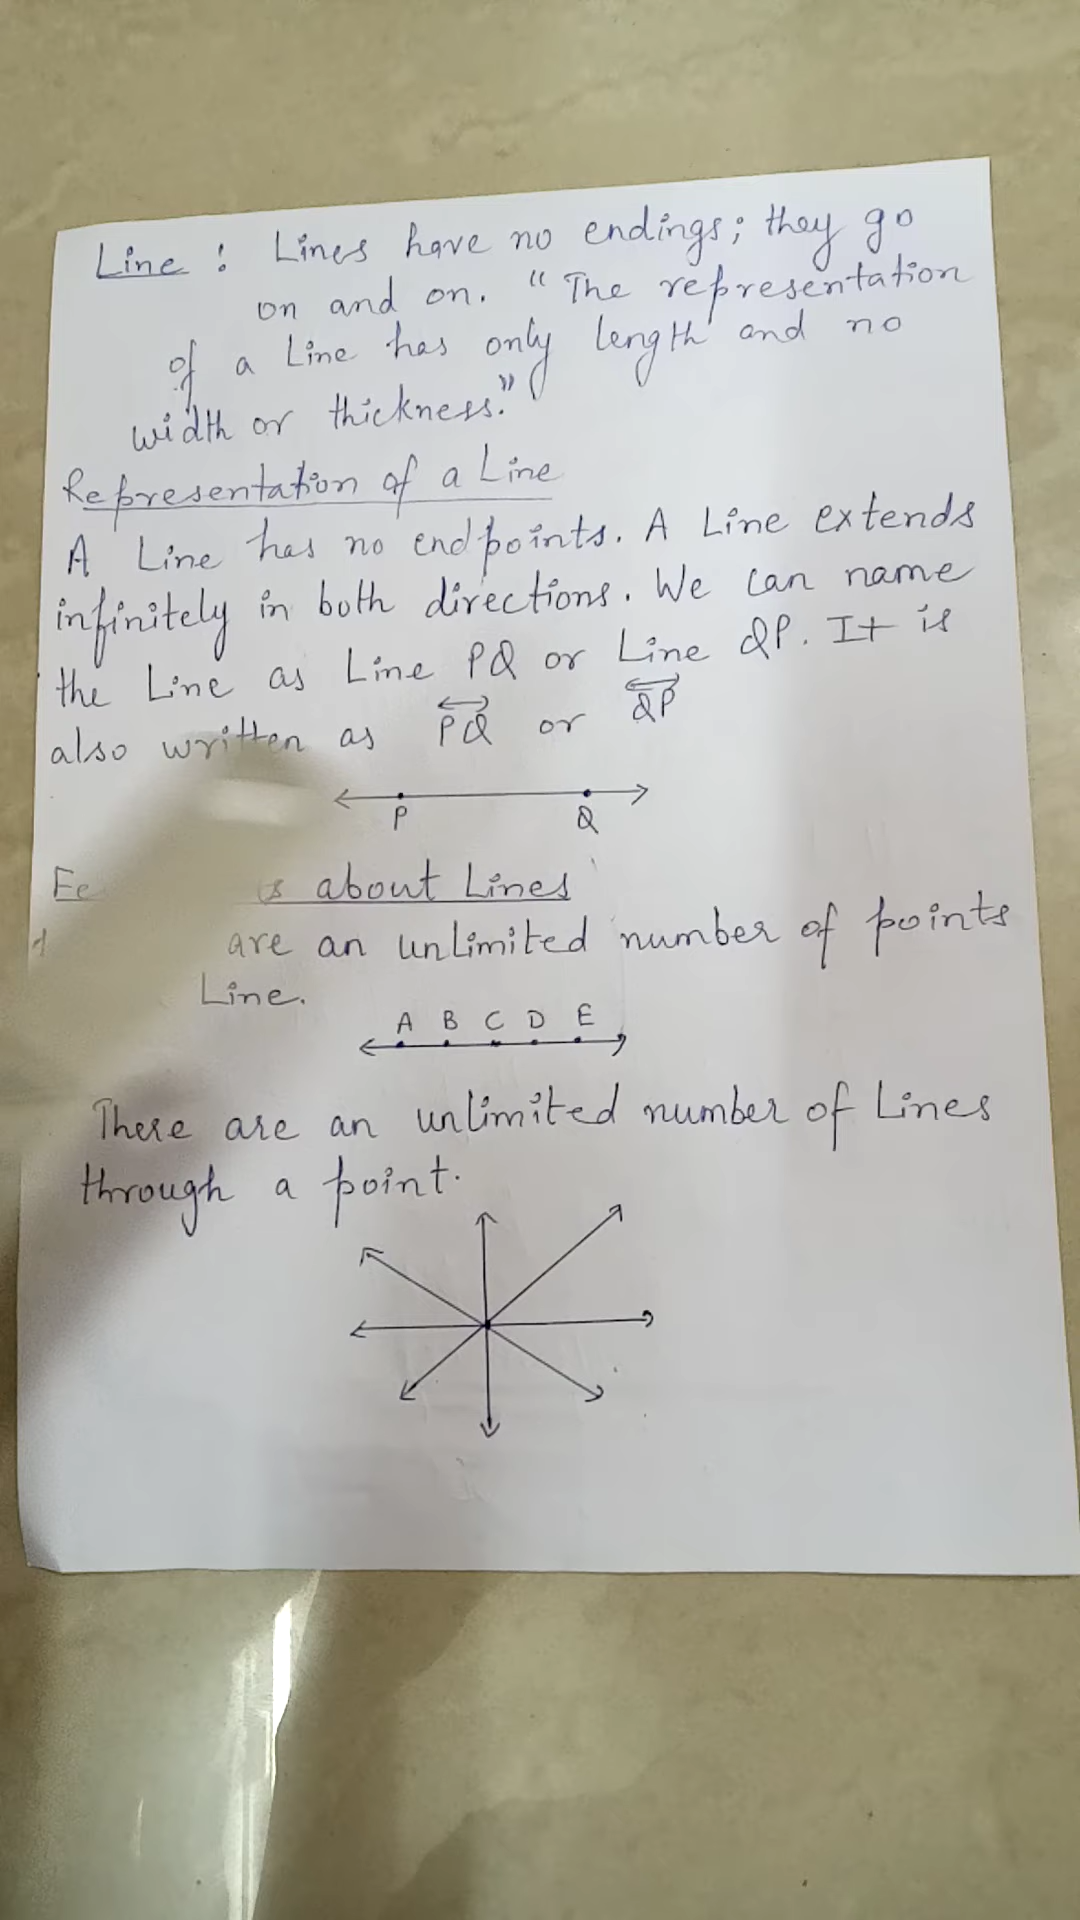 Line : Lines have no endings; they go
on and on. "The representation
of a Line has only length and no
width or thickness."
Representation of a Line
A Line has no endpoints. A Line extends
infinitely in both directions. We can name
the Line as Line PQ or Line QP. It is
also written as PQ or QP
P Q
about Lines
are an unlimited number of points
Line.
A B C D E
There are an unlimited number of Lines
through a point.